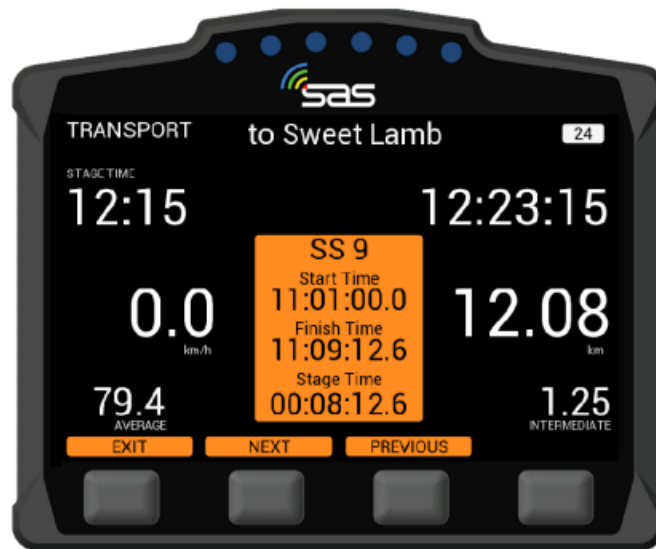 sas
TRANSPORT to Sweet Lamb 24
STAGE TIME
12:15 12:23:15
SS 9
Start Time
11:01:00.0
Finish Time
11:09:12.6
Stage Time
00:08:12.6
0.0
km/h
12.08
km
79.4
AVERAGE
1.25
INTERMEDIATE
EXIT NEXT PREVIOUS